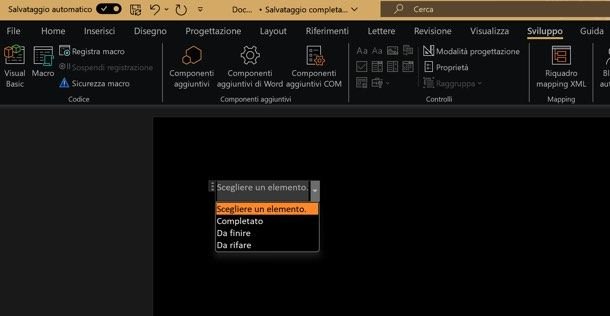 Salvataggio automatico Doc... • Salvataggio completa... Cerca
File Home Inserisci Disegno Progettazione Layout Riferimenti Lettere Revisione Visualizza Sviluppo Guida
Visual Basic
Macro
Registra macro
Sospendi registrazione
Sicurezza macro
Codice
Componenti aggiuntivi
Componenti aggiuntivi di Word
Componenti aggiuntivi COM
Componenti aggiuntivi
Aa Aa
Modalità progettazione
Proprietà
Raggruppa
Controlli
Riquadro mapping XML
Mapping
Scegliere un elemento.
Scegliere un elemento.
Completato
Da finire
Da rifare